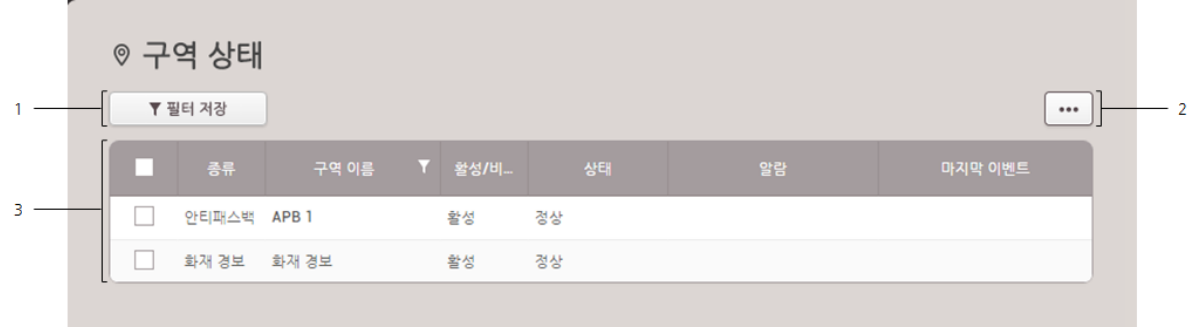 구역 상태
1
필터 저장
•••
2
종류 구역 이름 활성/비... 상태 알람 마지막 이벤트
3
안티패스백 APB 1 활성 정상
화재 경보 화재 경보 활성 정상